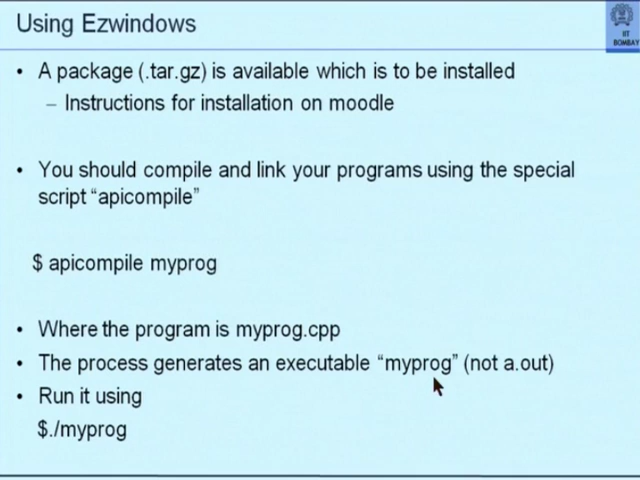 Using Ezwindows
IIT
BOMBAY
• A package (.tar.gz) is available which is to be installed
– Instructions for installation on moodle
• You should compile and link your programs using the special
script “apicompile”
$ apicompile myprog
• Where the program is myprog.cpp
• The process generates an executable “myprog” (not a.out)
• Run it using
$./myprog